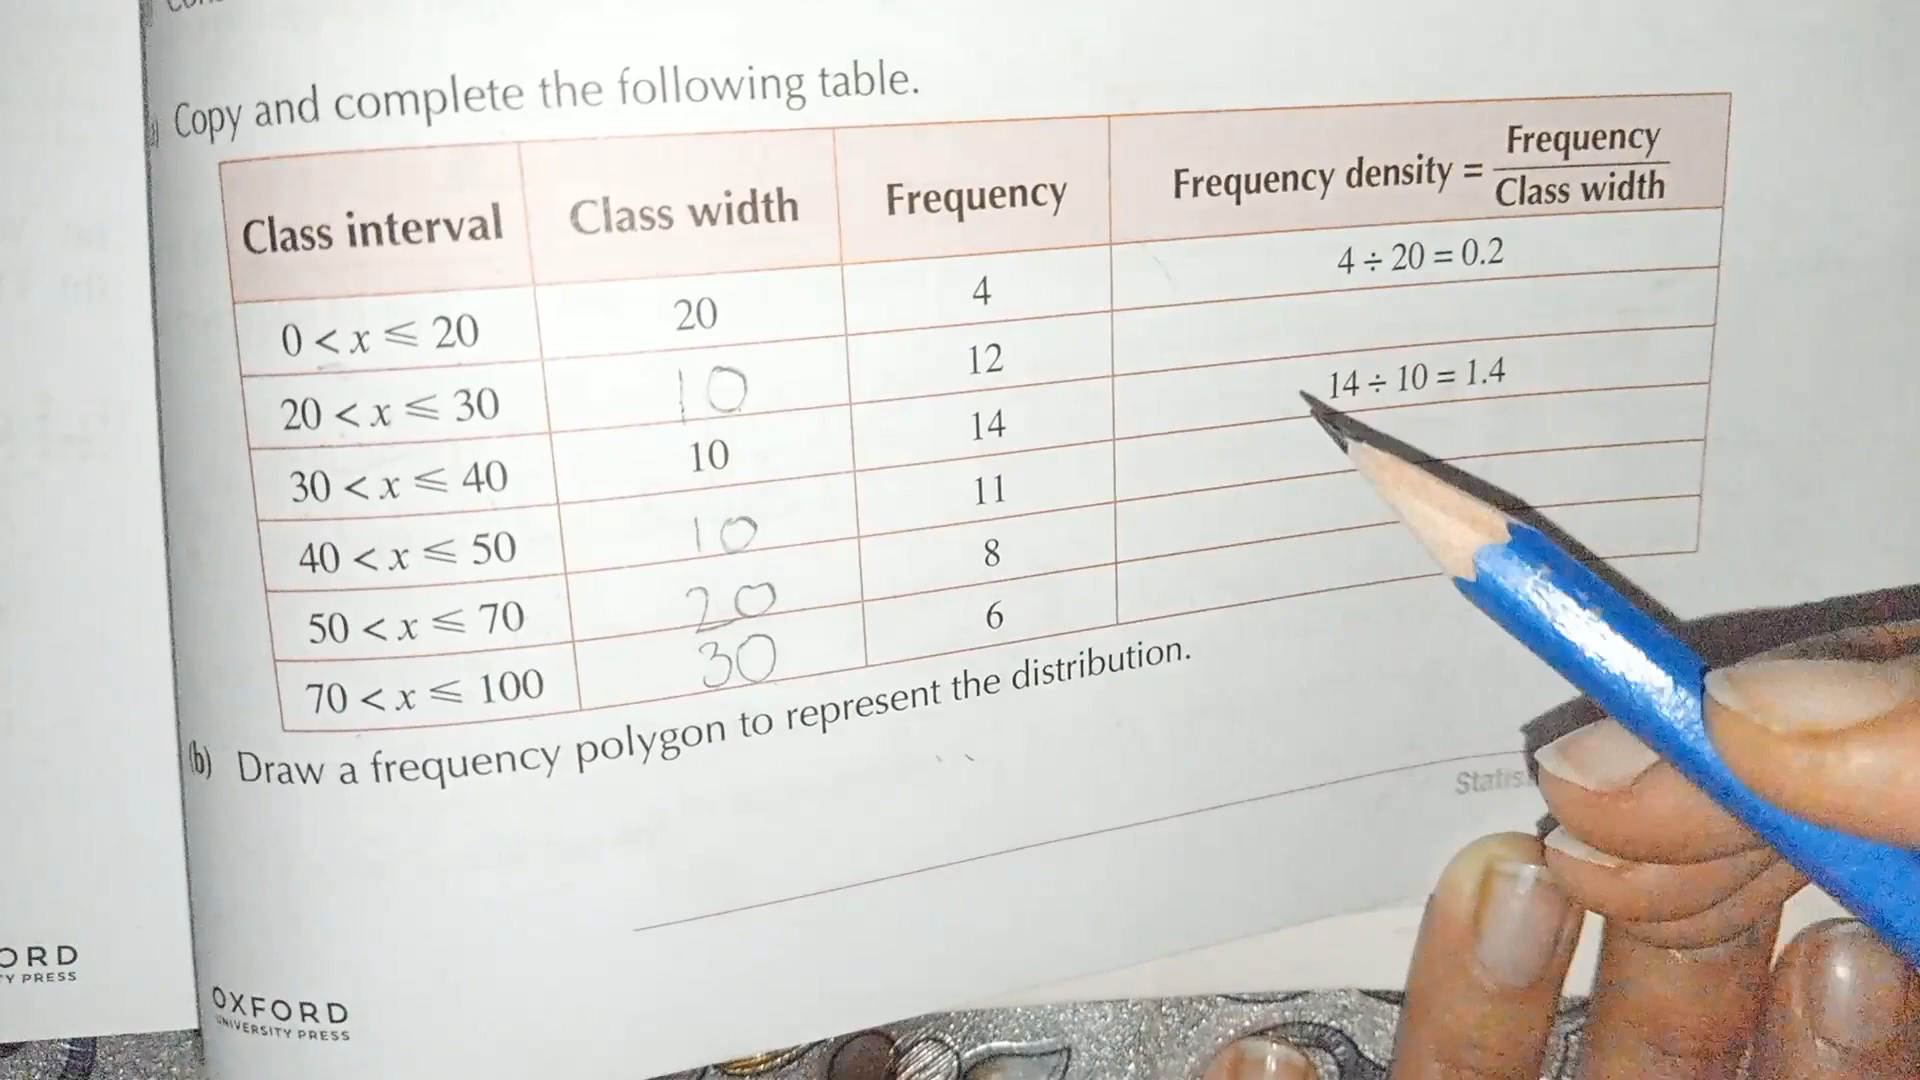 Copy and complete the following table.
Class interval Class width Frequency Frequency density = Frequency / Class width
0 < x ⩽ 20 20 4 4 ÷ 20 = 0.2
20 < x ⩽ 30 10 12
30 < x ⩽ 40 10 14 14 ÷ 10 = 1.4
40 < x ⩽ 50 10 11
50 < x ⩽ 70 20 8
70 < x ⩽ 100 30 6
(b) Draw a frequency polygon to represent the distribution.
OXFORD
UNIVERSITY PRESS